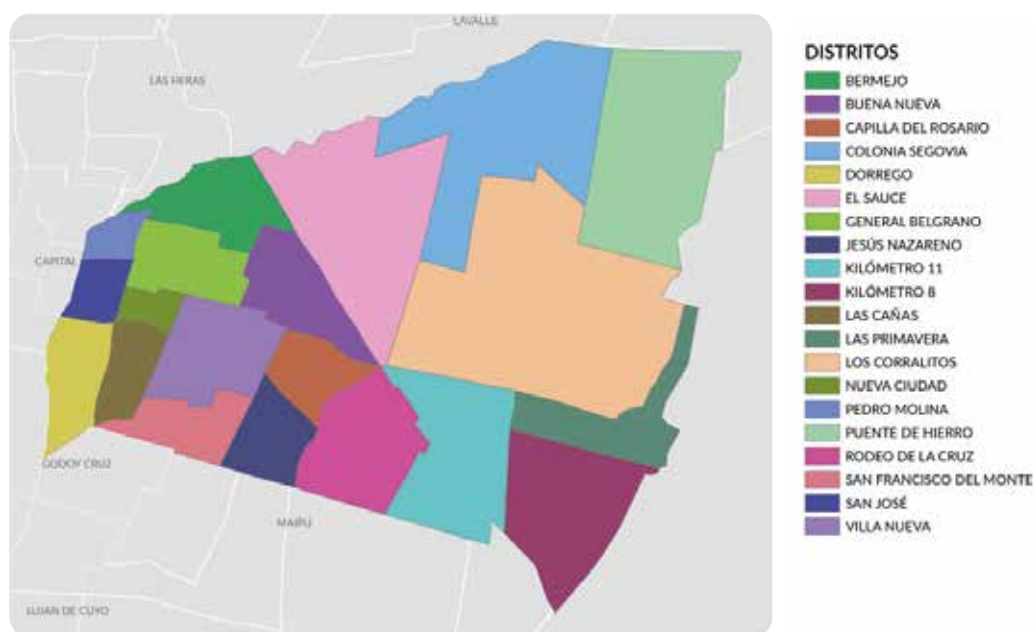 LAVALLE
LAS HERAS
CAPITAL
GODOY CRUZ
MAIPÚ
LUJAN DE CUYO
DISTRITOS
BERMEJO
BUENA NUEVA
CAPILLA DEL ROSARIO
COLONIA SEGOVIA
DORREGO
EL SAUCE
GENERAL BELGRANO
JESÚS NAZARENO
KILÓMETRO 11
KILÓMETRO 8
LAS CAÑAS
LAS PRIMAVERA
LOS CORRALITOS
NUEVA CIUDAD
PEDRO MOLINA
PUENTE DE HIERRO
RODEO DE LA CRUZ
SAN FRANCISCO DEL MONTE
SAN JOSÉ
VILLA NUEVA